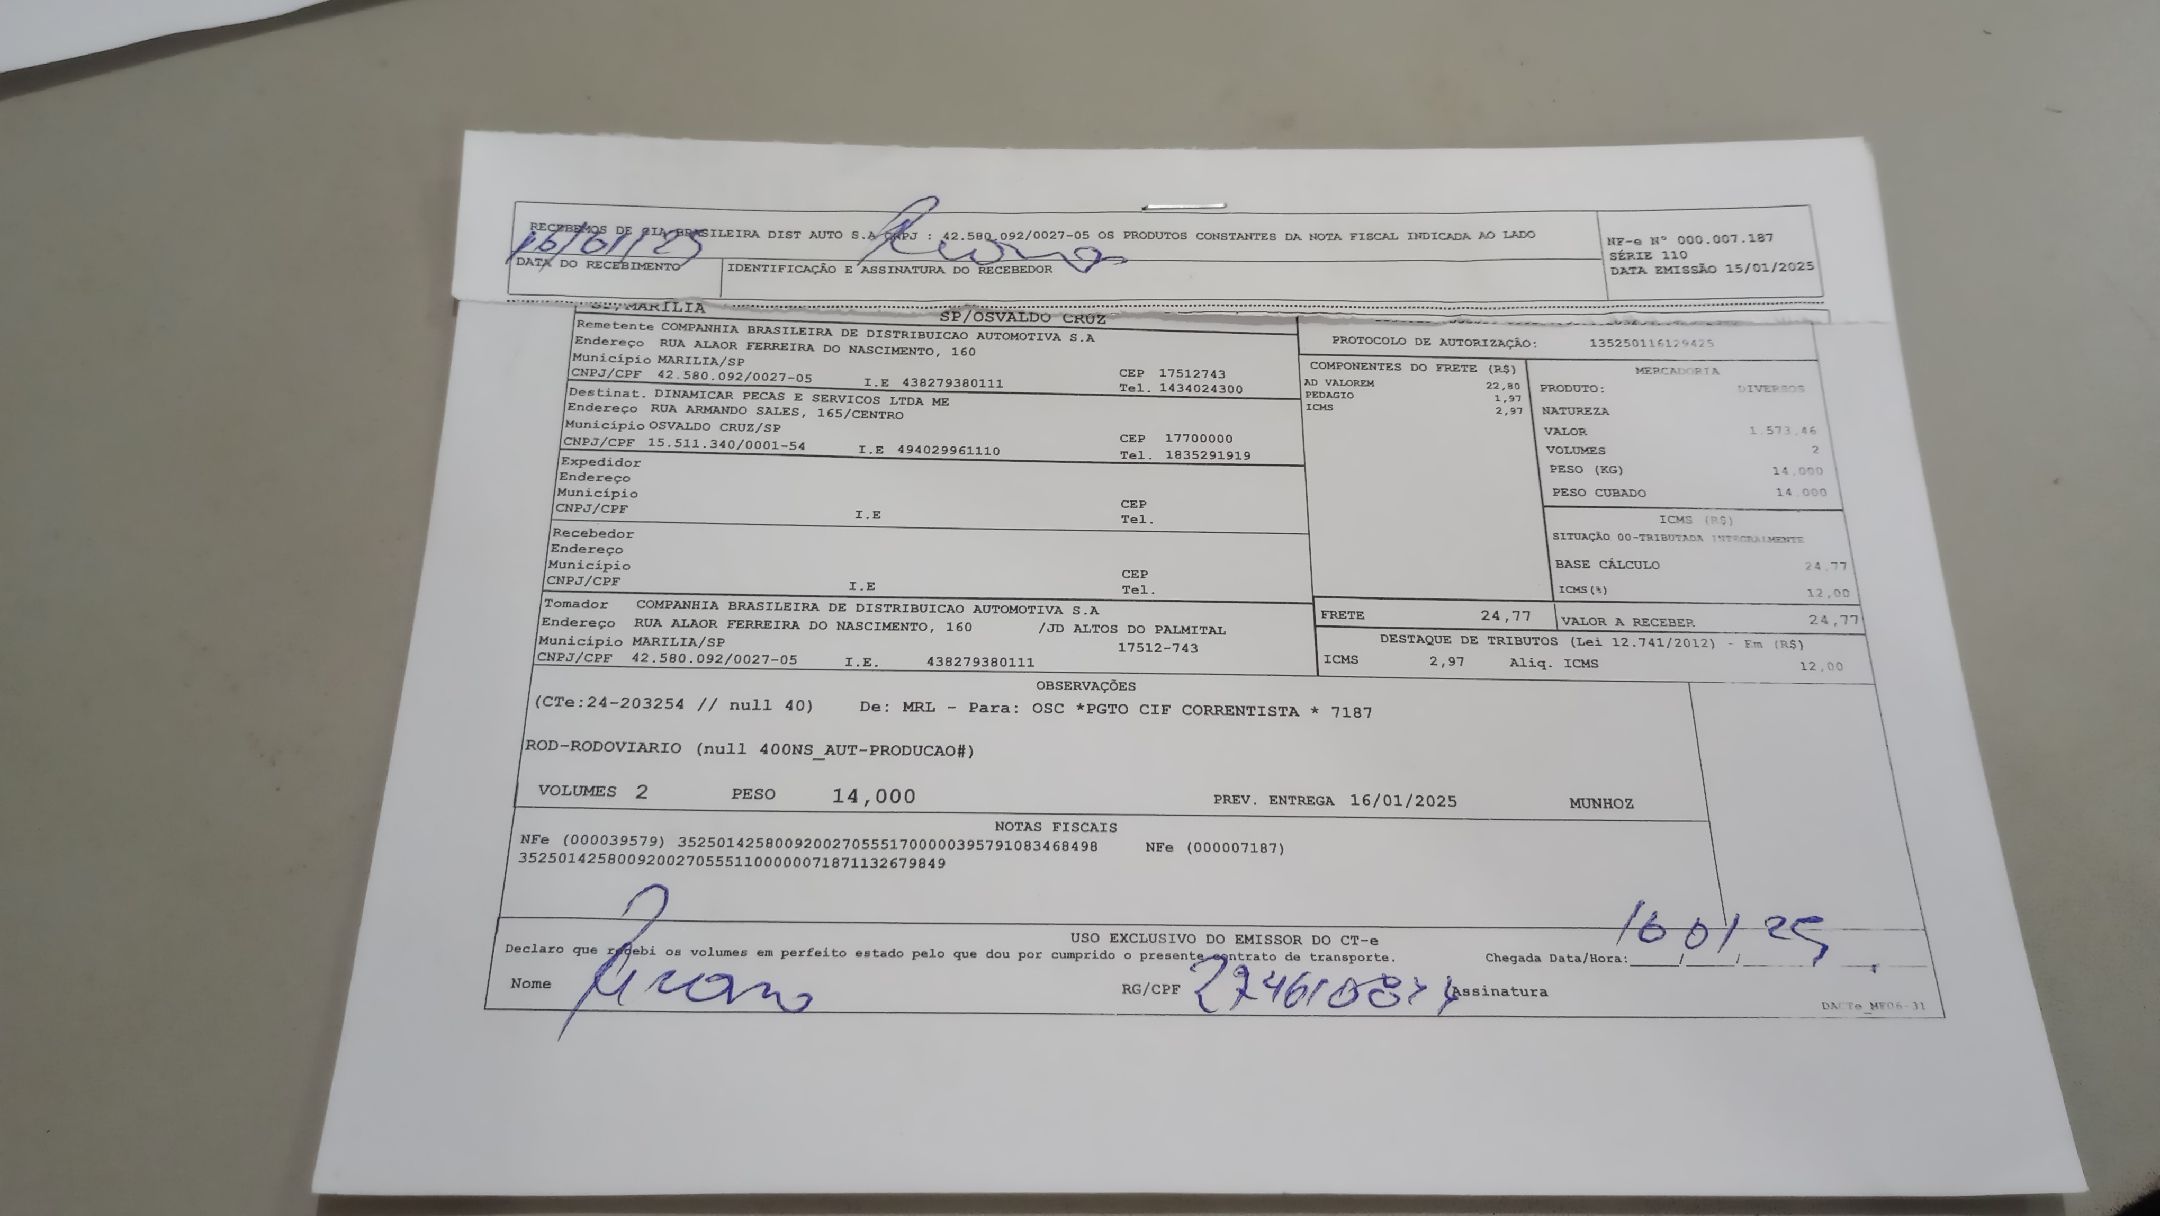 RECEBEMOS DE CIA BRASILEIRA DIST AUTO S.A CNPJ : 42.580.092/0027-05 OS PRODUTOS CONSTANTES DA NOTA FISCAL INDICADA AO LADO
16/01/25
DATA DO RECEBIMENTO
IDENTIFICAÇÃO E ASSINATURA DO RECEBEDOR
NF-e N° 000.007.187
SÉRIE 110
DATA EMISSÃO 15/01/2025
SP/MARILIA SP/OSVALDO CRUZ
Remetente COMPANHIA BRASILEIRA DE DISTRIBUICAO AUTOMOTIVA S.A
Endereço RUA ALAOR FERREIRA DO NASCIMENTO, 160
Município MARILIA/SP CEP 17512743
CNPJ/CPF 42.580.092/0027-05 I.E 438279380111 Tel. 1434024300
Destinat. DINAMICAR PECAS E SERVICOS LTDA ME
Endereço RUA ARMANDO SALES, 165/CENTRO
Município OSVALDO CRUZ/SP CEP 17700000
CNPJ/CPF 15.511.340/0001-54 I.E 494029961110 Tel. 1835291919
Expedidor
Endereço
Município CEP
CNPJ/CPF I.E Tel.
Recebedor
Endereço
Município CEP
CNPJ/CPF I.E Tel.
Tomador COMPANHIA BRASILEIRA DE DISTRIBUICAO AUTOMOTIVA S.A
Endereço RUA ALAOR FERREIRA DO NASCIMENTO, 160 /JD ALTOS DO PALMITAL
Município MARILIA/SP 17512-743
CNPJ/CPF 42.580.092/0027-05 I.E. 438279380111
PROTOCOLO DE AUTORIZAÇÃO: 135250116129425
COMPONENTES DO FRETE (R$)
AD VALOREM 22,80
PEDAGIO 1,97
ICMS 2,97
MERCADORIA
PRODUTO: DIVERSOS
NATUREZA
VALOR 1.573,46
VOLUMES 2
PESO (KG) 14,000
PESO CUBADO 14,000
ICMS (R$)
SITUAÇÃO 00-TRIBUTADA INTEGRALMENTE
BASE CÁLCULO 24,77
ICMS(%) 12,00
FRETE 24,77 VALOR A RECEBER 24,77
DESTAQUE DE TRIBUTOS (Lei 12.741/2012) - Em (R$)
ICMS 2,97 Aliq. ICMS 12,00
OBSERVAÇÕES
(CTe:24-203254 // null 40) De: MRL - Para: OSC *PGTO CIF CORRENTISTA * 7187
ROD-RODOVIARIO (null 400NS_AUT-PRODUCAO#)
VOLUMES 2 PESO 14,000 PREV. ENTREGA 16/01/2025 MUNHOZ
NOTAS FISCAIS
NFe (000039579) 35250142580092002705551700000395791083468498 NFe (000007187)
35250142580092002705551100000071871132679849
USO EXCLUSIVO DO EMISSOR DO CT-e
Declaro que recebi os volumes em perfeito estado pelo que dou por cumprido o presente contrato de transporte. Chegada Data/Hora: 16/01/25
Nome RG/CPF Assinatura
DACTe_MF06-31